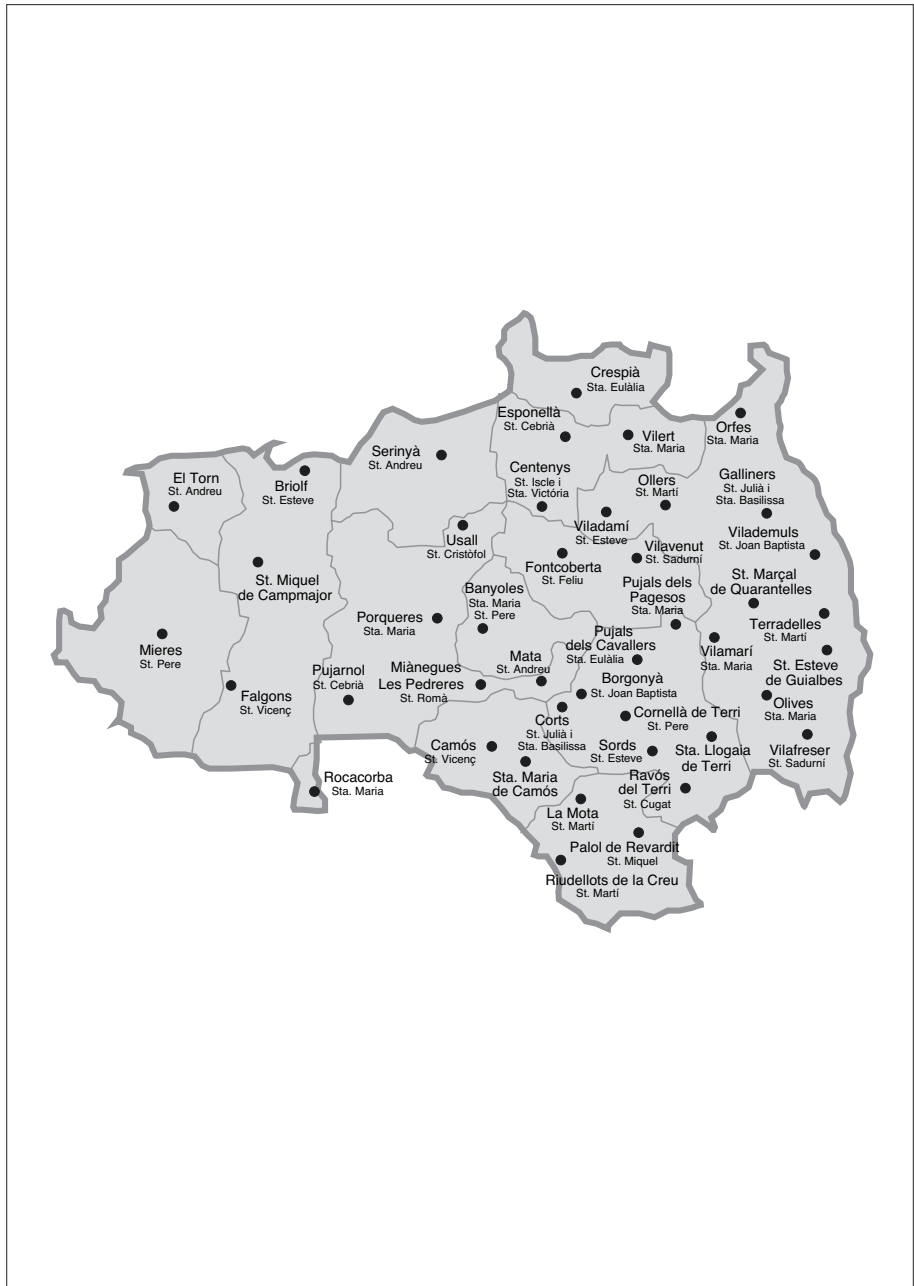 Crespià
Sta. Eulàlia
Esponellà
St. Cebrià
Vilert
Sta. Maria
Orfes
Sta. Maria
Serinyà
St. Andreu
Centenys
St. Iscle i
Sta. Victória
Ollers
St. Martí
Galliners
St. Julià i
Sta. Basilissa
El Torn
St. Andreu
Briolf
St. Esteve
Viladamí
St. Esteve
Vilademuls
St. Joan Baptista
Usall
St. Cristòfol
Vilavenut
St. Sadurní
Fontcoberta
St. Feliu
St. Miquel
de Campmajor
Banyoles
Sta. Maria
St. Pere
Pujals dels
Pagesos
Sta. Maria
St. Marçal
de Quarantelles
Porqueres
Sta. Maria
Terradelles
St. Martí
Mieres
St. Pere
Pujals
dels Cavallers
Sta. Eulàlia
Vilamarí
Sta. Maria
St. Esteve
de Guialbes
Mata
St. Andreu
Pujarnol
St. Cebrià
Miànegues
Les Pedreres
St. Romà
Borgonyà
St. Joan Baptista
Falgons
St. Vicenç
Olives
Sta. Maria
Cornellà de Terri
St. Pere
Corts
St. Julià i
Sta. Basilissa
Camós
St. Vicenç
Sords
St. Esteve
Sta. Llogaia
de Terri
Vilafreser
St. Sadurní
Rocacorba
Sta. Maria
Sta. Maria
de Camós
Ravós
del Terri
St. Cugat
La Mota
St. Martí
Palol de Revardit
St. Miquel
Riudellots de la Creu
St. Martí